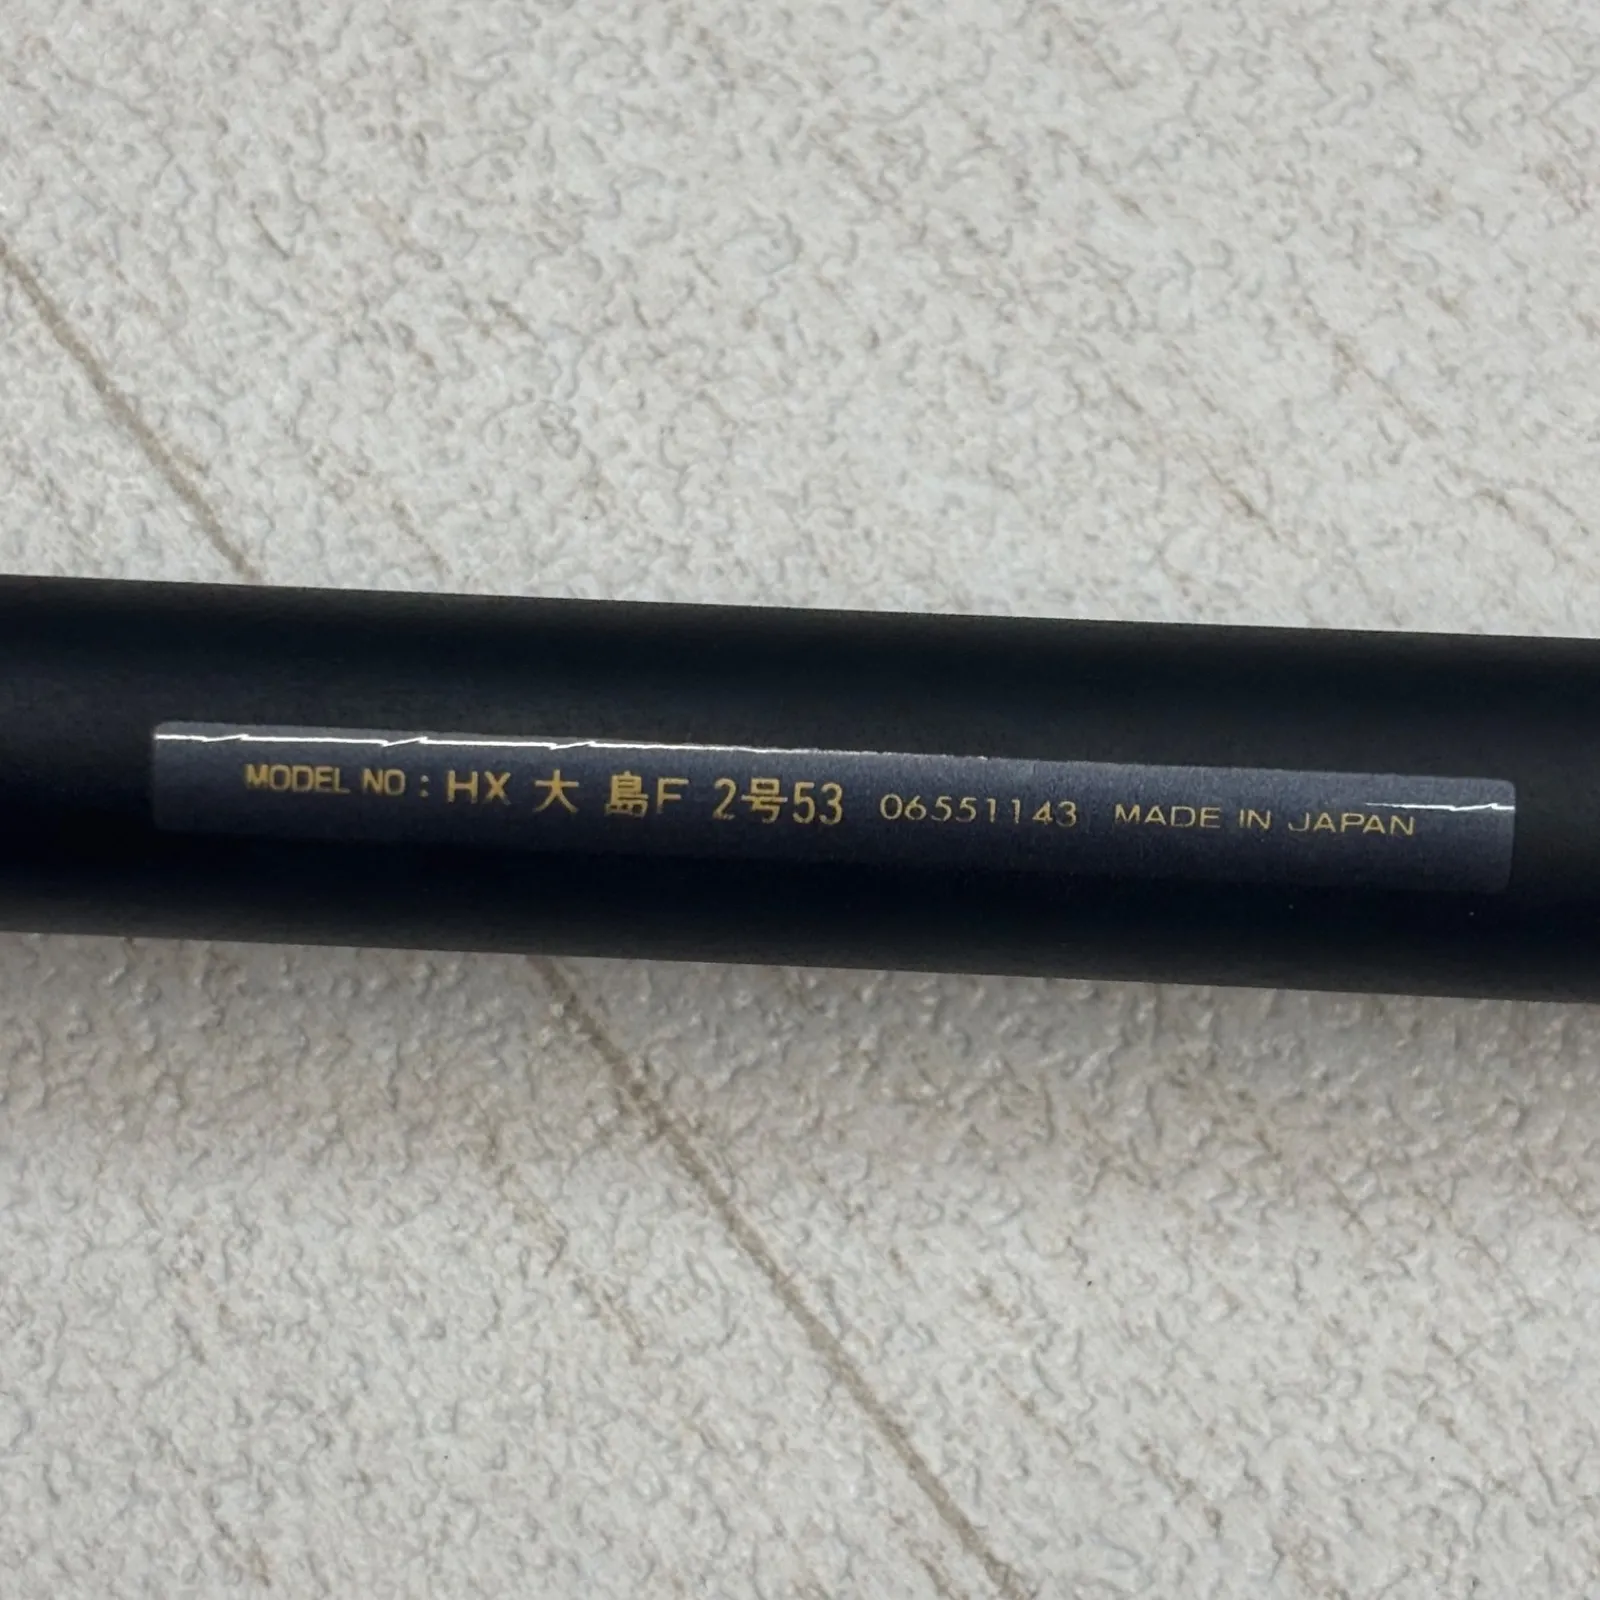 MODEL NO : HX 大 島F 2号53 06551143 MADE IN JAPAN